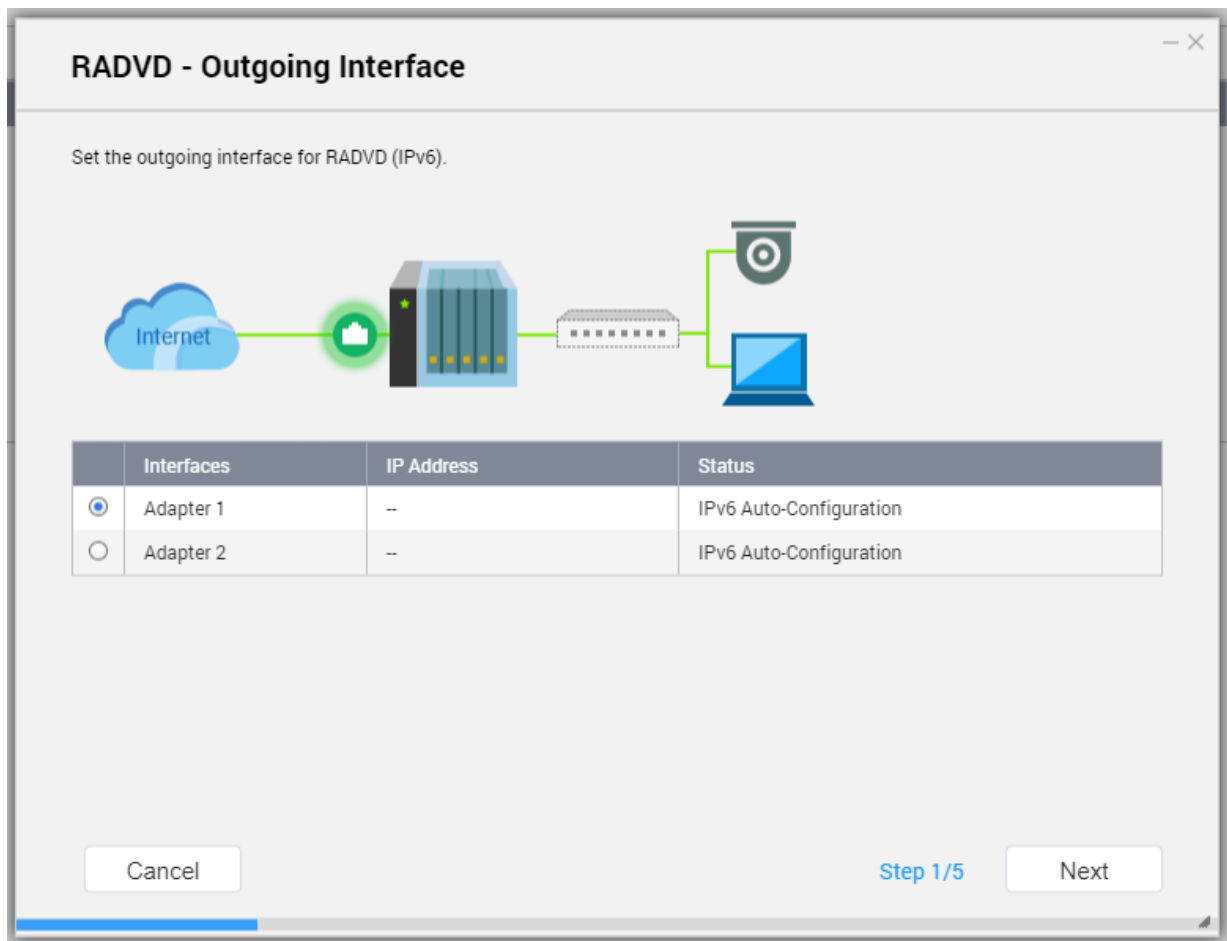 RADVD - Outgoing Interface
Set the outgoing interface for RADVD (IPv6).
Internet
Interfaces IP Address Status
Adapter 1 -- IPv6 Auto-Configuration
Adapter 2 -- IPv6 Auto-Configuration
Cancel Step 1/5 Next